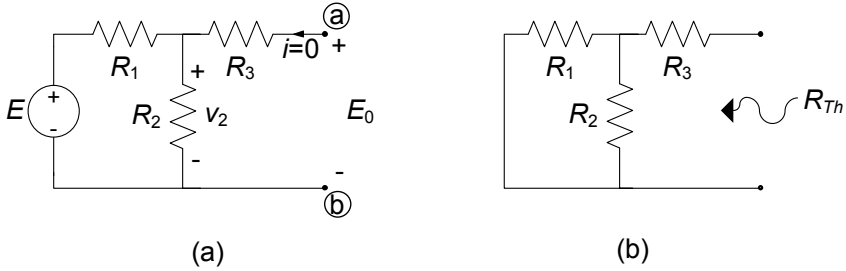 ⓐ
i=0 +
R1 + R3 R1 R3
E + - R2 v2 E0 R2 RTh
- -
ⓑ
(a) (b)